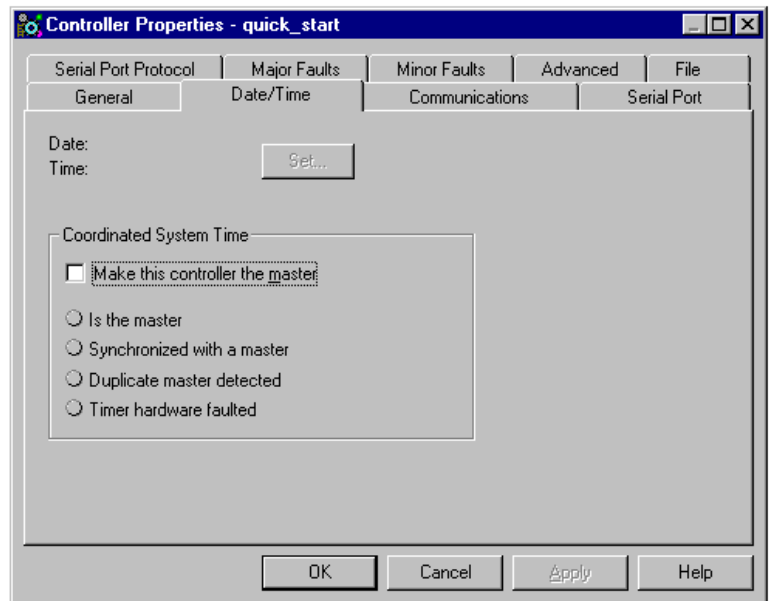 Controller Properties - quick_start
Serial Port Protocol Major Faults Minor Faults Advanced File
General Date/Time Communications Serial Port
Date:
Time:
Set...
Coordinated System Time
Make this controller the master
Is the master
Synchronized with a master
Duplicate master detected
Timer hardware faulted
OK Cancel Apply Help